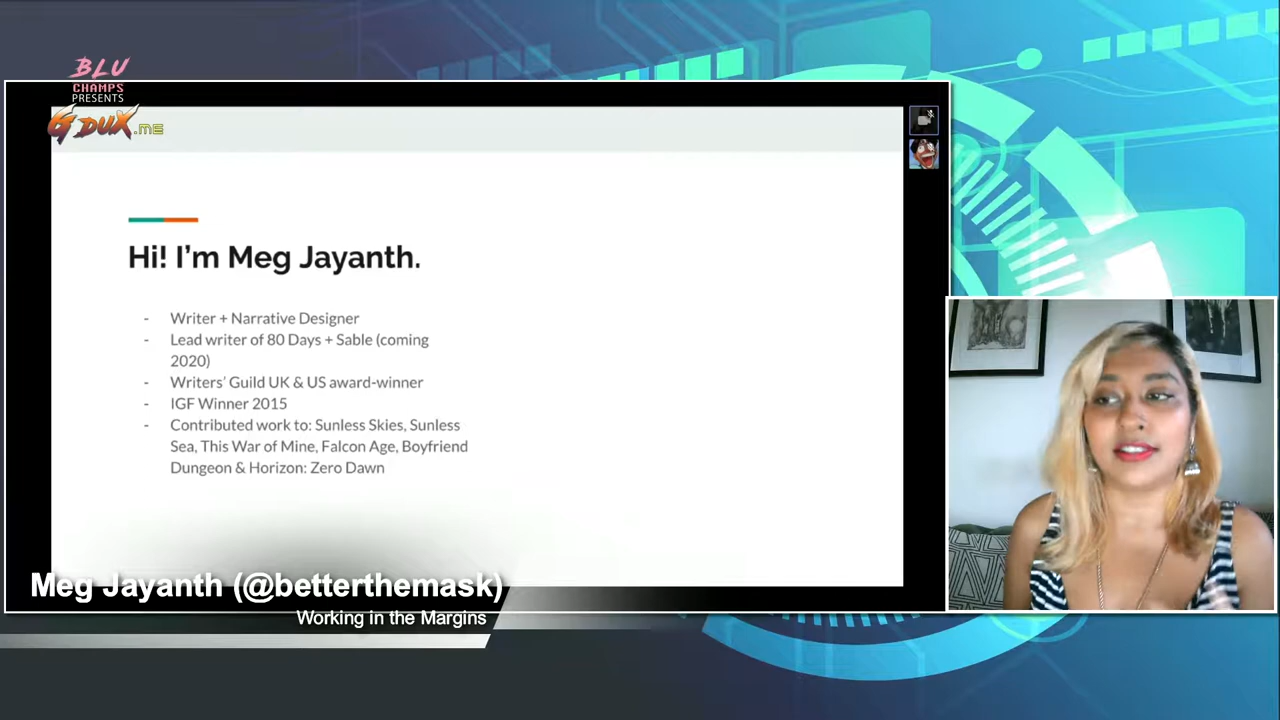 BLU
CHAMPS
PRESENTS
G DUX.ME
Hi! I’m Meg Jayanth.
- Writer + Narrative Designer
- Lead writer of 80 Days + Sable (coming
2020)
- Writers’ Guild UK & US award-winner
- IGF Winner 2015
- Contributed work to: Sunless Skies, Sunless
Sea, This War of Mine, Falcon Age, Boyfriend
Dungeon & Horizon: Zero Dawn
Meg Jayanth (@betterthemask)
Working in the Margins